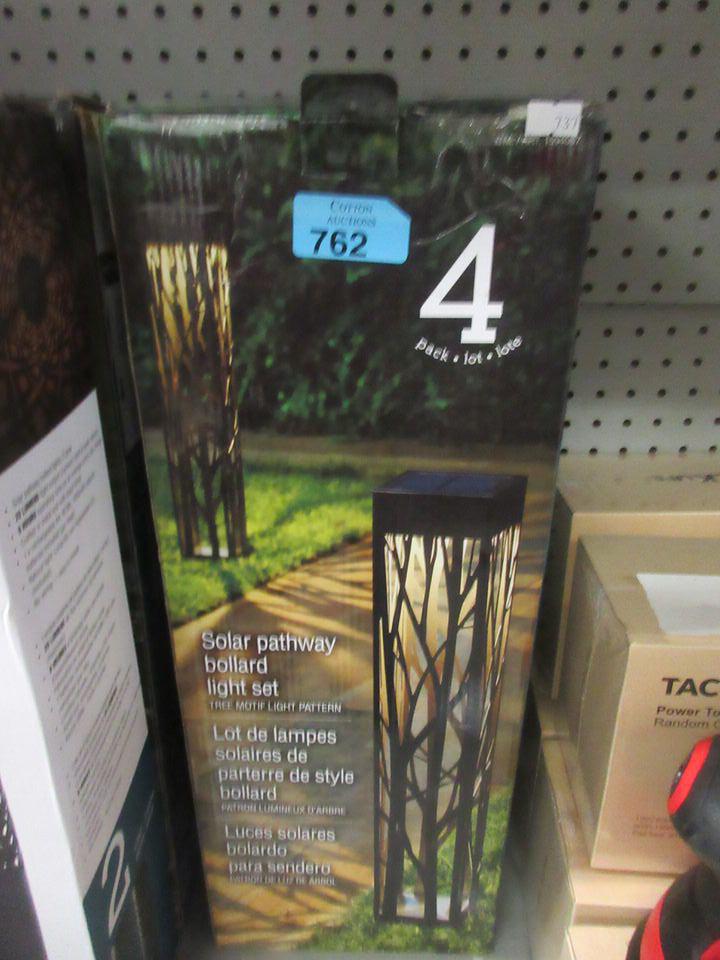 737
COTTON
AUCTIONS
762
4
pack • lot • lote
Solar pathway
bollard
light set
TREE MOTIF LIGHT PATTERN
Lot de lampes
solaires de
parterre de style
bollard
PATRON LUMINEUX D'ARBRE
Luces solares
bolardo
para sendero
PATRÓN DE LUZ DE ÁRBOL
2
TAC
Power To
Random O